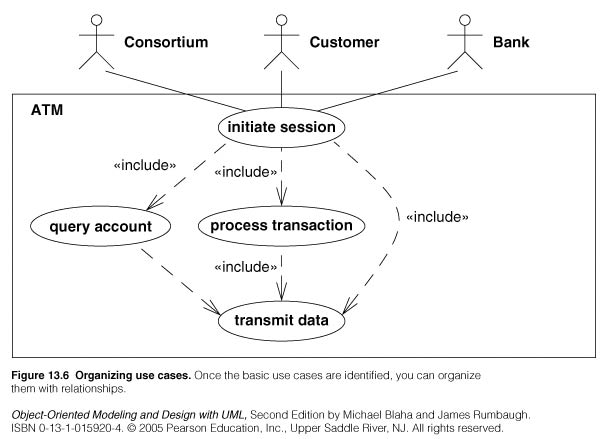 Consortium Customer Bank
ATM
initiate session
«include»
«include»
«include»
query account
process transaction
«include»
transmit data
Figure 13.6 Organizing use cases. Once the basic use cases are identified, you can organize
them with relationships.
Object-Oriented Modeling and Design with UML, Second Edition by Michael Blaha and James Rumbaugh.
ISBN 0-13-1-015920-4. © 2005 Pearson Education, Inc., Upper Saddle River, NJ. All rights reserved.